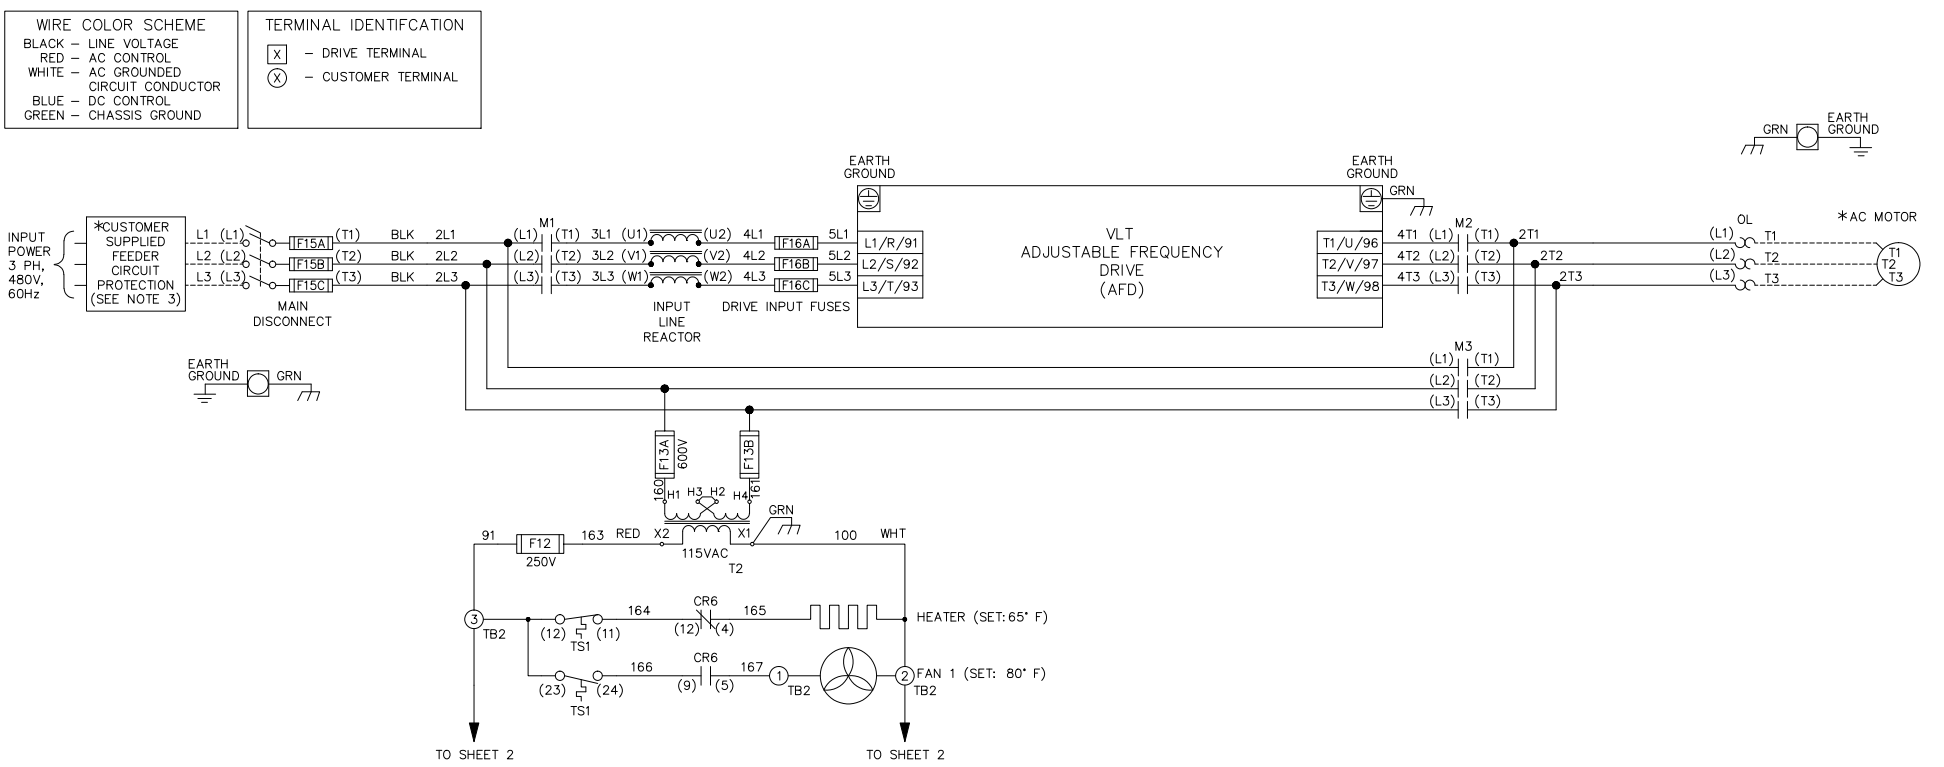 WIRE COLOR SCHEME
BLACK – LINE VOLTAGE
RED – AC CONTROL
WHITE – AC GROUNDED
CIRCUIT CONDUCTOR
BLUE – DC CONTROL
GREEN – CHASSIS GROUND
TERMINAL IDENTIFCATION
X – DRIVE TERMINAL
X – CUSTOMER TERMINAL
GRN
EARTH
GROUND
EARTH
GROUND
EARTH
GROUND
GRN
INPUT
POWER
3 PH,
480V,
60Hz
*CUSTOMER
SUPPLIED
FEEDER
CIRCUIT
PROTECTION
(SEE NOTE 3)
L1 (L1) F15A (T1) BLK 2L1 (L1) M1 (T1) 3L1 (U1) (U2) 4L1 F16A 5L1 L1/R/91
L2 (L2) F15B (T2) BLK 2L2 (L2) (T2) 3L2 (V1) (V2) 4L2 F16B 5L2 L2/S/92
L3 (L3) F15C (T3) BLK 2L3 (L3) (T3) 3L3 (W1) (W2) 4L3 F16C 5L3 L3/T/93
MAIN
DISCONNECT
INPUT
LINE
REACTOR
DRIVE INPUT FUSES
VLT
ADJUSTABLE FREQUENCY
DRIVE
(AFD)
T1/U/96 4T1 (L1) M2 (T1) 2T1 (L1) OL T1
T2/V/97 4T2 (L2) (T2) 2T2 (L2) T2
T3/W/98 4T3 (L3) (T3) 2T3 (L3) T3
*AC MOTOR
T1
T2
T3
M3
(L1) (T1)
(L2) (T2)
(L3) (T3)
EARTH
GROUND
GRN
F13A
600V
F13B
160
161
H1 H3 H2 H4
GRN
91 F12 163 RED X2 X1 100 WHT
250V
115VAC
T2
3
TB2
(12) (11)
TS1
164
CR6
(12) (4)
165
HEATER (SET:65° F)
(23) (24)
TS1
166
CR6
(9) (5)
167
1
TB2
2
TB2
FAN 1 (SET: 80° F)
TO SHEET 2
TO SHEET 2